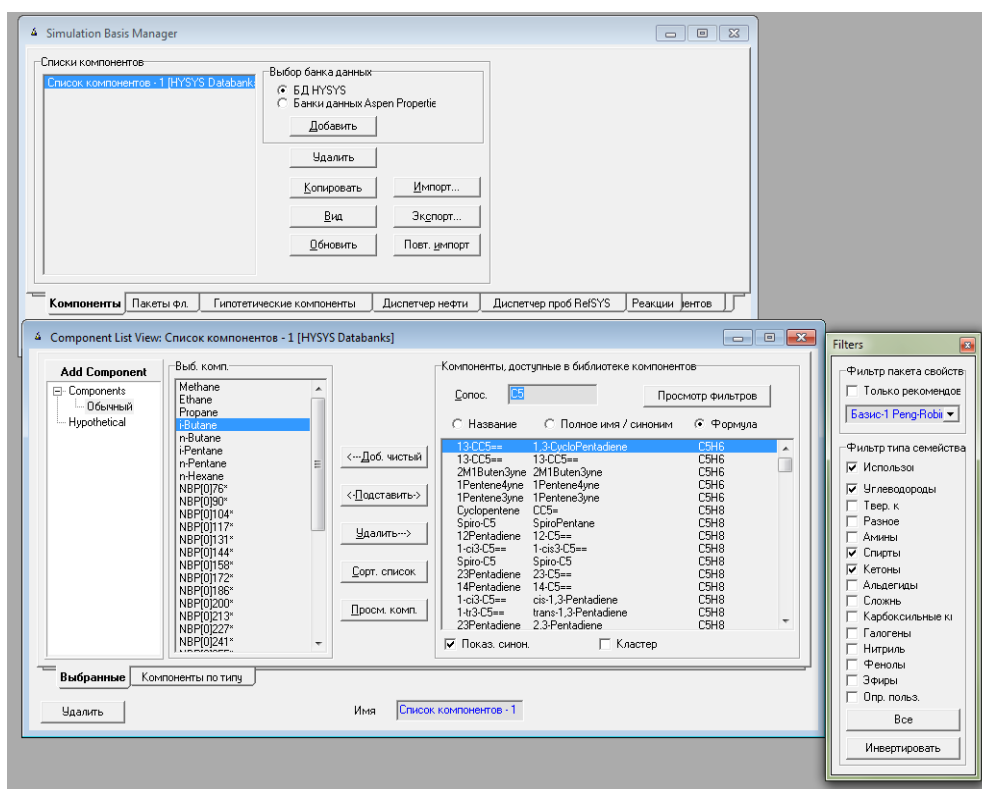 Simulation Basis Manager
Списки компонентов
Список компонентов - 1 [HYSYS Databank
Выбор банка данных
БД HYSYS
Банки данных Aspen Propertie
Добавить
Удалить
Копировать
Импорт...
Вид
Экспорт...
Обновить
Повт. импорт
Компоненты
Пакеты фл.
Гипотетические компоненты
Диспетчер нефти
Диспетчер проб RefSYS
Реакции
ентов
Component List View: Список компонентов - 1 [HYSYS Databanks]
Add Component
Components
Обычный
Hypothetical
Выб. комп.
Methane
Ethane
Propane
i-Butane
n-Butane
i-Pentane
n-Pentane
n-Hexane
NBP[0]76*
NBP[0]90*
NBP[0]104*
NBP[0]117*
NBP[0]131*
NBP[0]144*
NBP[0]158*
NBP[0]172*
NBP[0]186*
NBP[0]200*
NBP[0]213*
NBP[0]227*
NBP[0]241*
<---Доб. чистый
<-Подставить->
Удалить--->
Сорт. список
Просм. комп.
Компоненты, доступные в библиотеке компонентов
Сопос. C5
Просмотр фильтров
Название Полное имя / синоним Формула
13-CC5== 1,3-CycloPentadiene C5H6
13-CC5== 13-CC5== C5H6
2M1Buten3yne 2M1Buten3yne C5H6
1Pentene4yne 1Pentene4yne C5H6
1Pentene3yne 1Pentene3yne C5H6
Cyclopentene CC5= C5H8
Spiro-C5 SpiroPentane C5H8
12Pentadiene 12-C5== C5H8
1-ci3-C5== 1-cis3-C5== C5H8
Spiro-C5 Spiro-C5 C5H8
23Pentadiene 23-C5== C5H8
14Pentadiene 14-C5== C5H8
1-ci3-C5== cis-1,3-Pentadiene C5H8
1-tr3-C5== trans-1,3-Pentadiene C5H8
23Pentadiene 2,3-Pentadiene C5H8
Показ. синон.
Кластер
Выбранные
Компоненты по типу
Удалить
Имя
Список компонентов - 1
Filters
Фильтр пакета свойств
Только рекомендов
Базис-1 Peng-Robi
Фильтр типа семейства
Использов
Углеводороды
Твер. к
Разное
Амины
Спирты
Кетоны
Альдегиды
Сложнь
Карбоксильные кі
Галогены
Нитриль
Фенолы
Эфиры
Опр. польз.
Все
Инвертировать